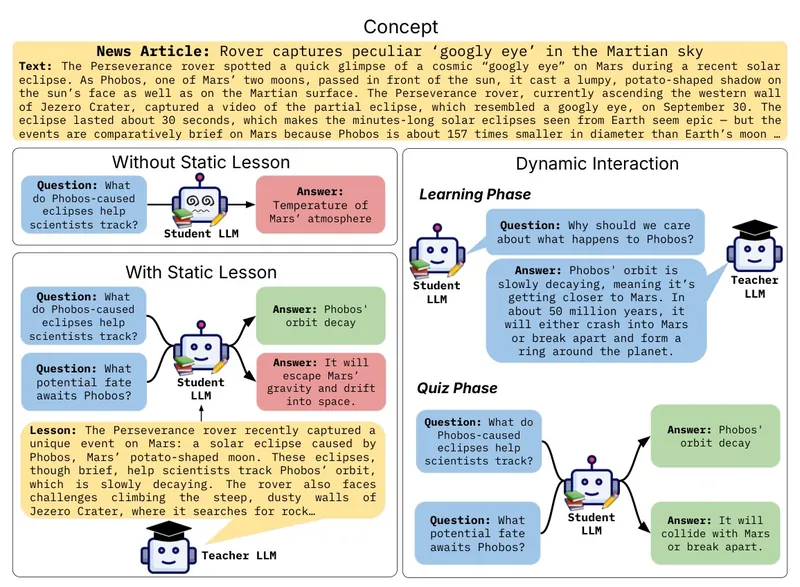 Concept
News Article: Rover captures peculiar ‘googly eye’ in the Martian sky
Text: The Perseverance rover spotted a quick glimpse of a cosmic “googly eye” on Mars during a recent solar
eclipse. As Phobos, one of Mars’ two moons, passed in front of the sun, it cast a lumpy, potato-shaped shadow on
the sun’s face as well as on the Martian surface. The Perseverance rover, currently ascending the western wall
of Jezero Crater, captured a video of the partial eclipse, which resembled a googly eye, on September 30. The
eclipse lasted about 30 seconds, which makes the minutes-long solar eclipses seen from Earth seem epic — but the
events are comparatively brief on Mars because Phobos is about 157 times smaller in diameter than Earth’s moon …
Without Static Lesson
Question: What
do Phobos-caused
eclipses help
scientists track?
Student LLM
Answer:
Temperature of
Mars’ atmosphere
With Static Lesson
Question: What
do Phobos-caused
eclipses help
scientists track?
Answer: Phobos'
orbit decay
Question: What
potential fate
awaits Phobos?
Student
LLM
Answer: It will
escape Mars’
gravity and drift
into space.
Lesson: The Perseverance rover recently captured a
unique event on Mars: a solar eclipse caused by
Phobos, Mars’ potato-shaped moon. These eclipses,
though brief, help scientists track Phobos’ orbit,
which is slowly decaying. The rover also faces
challenges climbing the steep, dusty walls of
Jezero Crater, where it searches for rock…
Teacher LLM
Dynamic Interaction
Learning Phase
Question: Why should we care
about what happens to Phobos?
Student
LLM
Teacher
LLM
Answer: Phobos' orbit is
slowly decaying, meaning it’s
getting closer to Mars. In
about 50 million years, it
will either crash into Mars
or break apart and form a
ring around the planet.
Quiz Phase
Question: What do
Phobos-caused
eclipses help
scientists track?
Answer: Phobos'
orbit decay
Student
LLM
Question: What
potential fate
awaits Phobos?
Answer: It will
collide with Mars
or break apart.